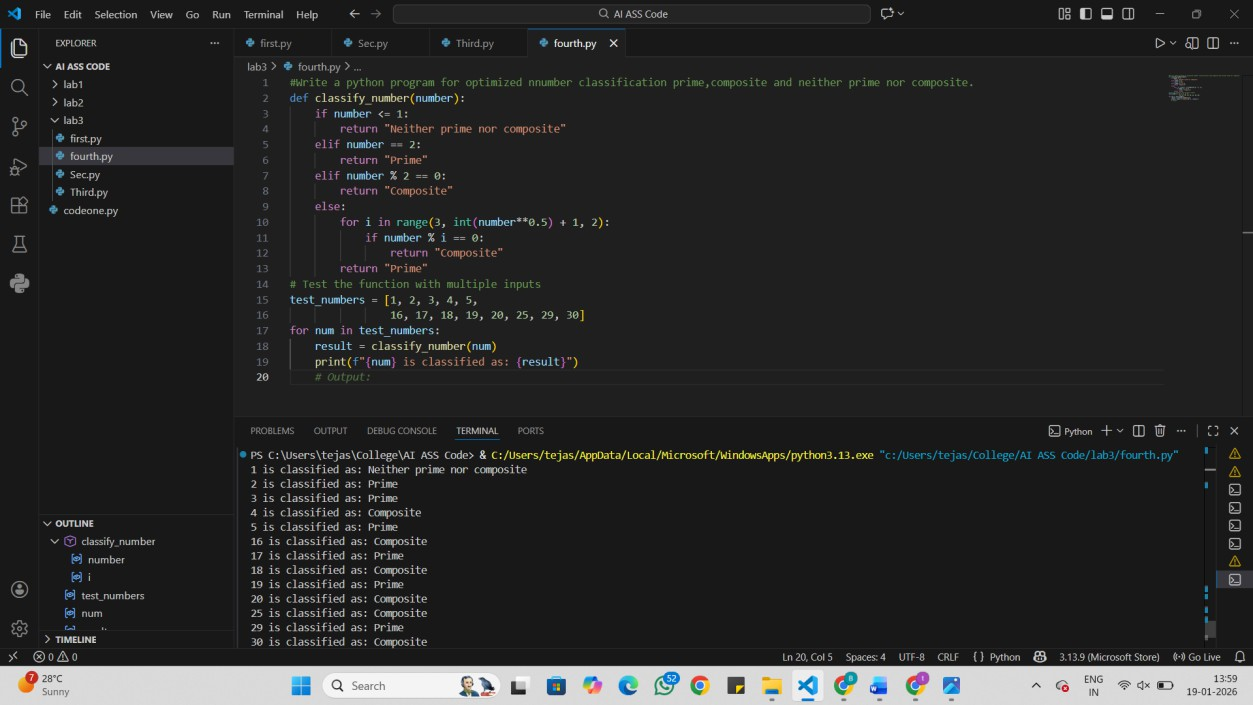 File Edit Selection View Go Run Terminal Help
AI ASS Code
EXPLORER
AI ASS CODE
lab1
lab2
lab3
first.py
fourth.py
Sec.py
Third.py
codeone.py
OUTLINE
classify_number
number
i
test_numbers
num
TIMELINE
first.py Sec.py Third.py fourth.py
lab3 > fourth.py > ...
1 #Write a python program for optimized nnumber classification prime,composite and neither prime nor composite.
2 def classify_number(number):
3 if number <= 1:
4 return "Neither prime nor composite"
5 elif number == 2:
6 return "Prime"
7 elif number % 2 == 0:
8 return "Composite"
9 else:
10 for i in range(3, int(number**0.5) + 1, 2):
11 if number % i == 0:
12 return "Composite"
13 return "Prime"
14 # Test the function with multiple inputs
15 test_numbers = [1, 2, 3, 4, 5,
16 16, 17, 18, 19, 20, 25, 29, 30]
17 for num in test_numbers:
18 result = classify_number(num)
19 print(f"{num} is classified as: {result}")
20 # Output:
PROBLEMS OUTPUT DEBUG CONSOLE TERMINAL PORTS
Python
PS C:\Users\tejas\College\AI ASS Code> & C:/Users/tejas/AppData/Local/Microsoft/WindowsApps/python3.13.exe "c:/Users/tejas/College/AI ASS Code/lab3/fourth.py"
1 is classified as: Neither prime nor composite
2 is classified as: Prime
3 is classified as: Prime
4 is classified as: Composite
5 is classified as: Prime
16 is classified as: Composite
17 is classified as: Prime
18 is classified as: Composite
19 is classified as: Prime
20 is classified as: Composite
25 is classified as: Composite
29 is classified as: Prime
30 is classified as: Composite
0 0
Ln 20, Col 5 Spaces: 4 UTF-8 CRLF { } Python 3.13.9 (Microsoft Store) Go Live
7
28°C
Sunny
Search
52
8
1
ENG
IN
13:59
19-01-2026